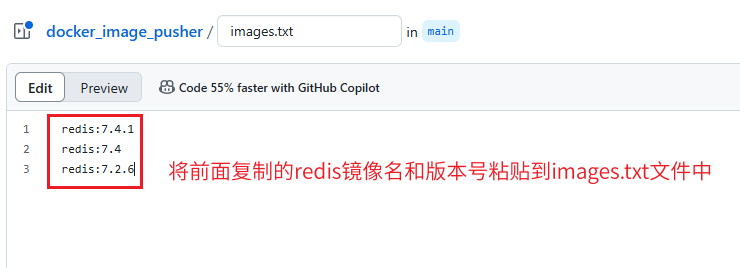 docker_image_pusher / images.txt in main
Edit Preview Code 55% faster with GitHub Copilot
1 redis:7.4.1
2 redis:7.4
3 redis:7.2.6
将前面复制的redis镜像名和版本号粘贴到images.txt文件中